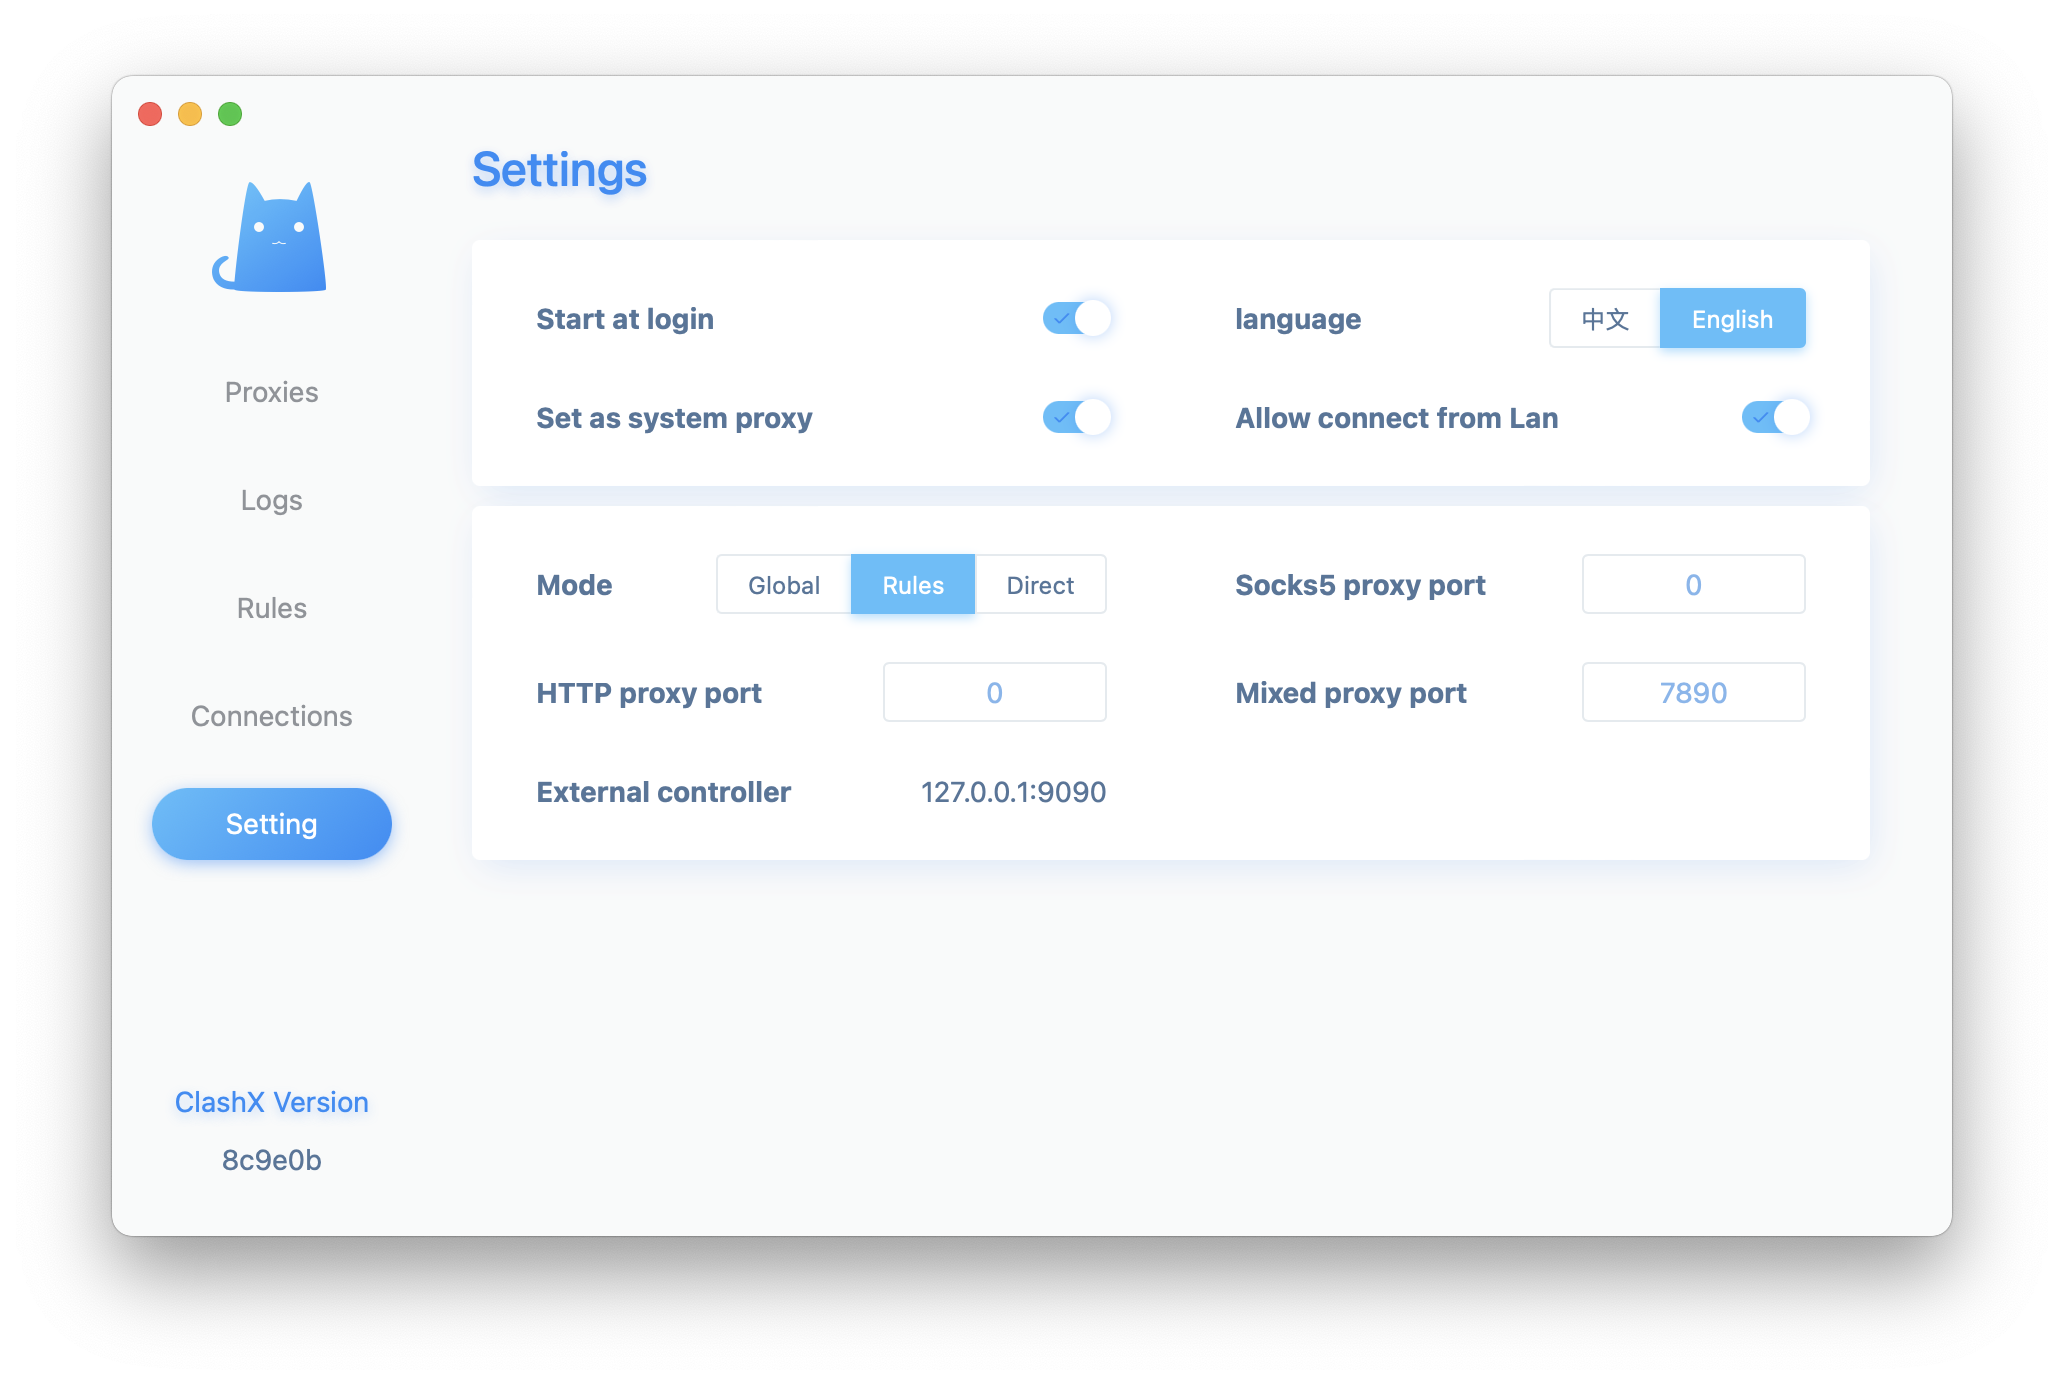 Settings
Start at login
language
中文
English
Set as system proxy
Allow connect from Lan
Proxies
Logs
Rules
Connections
Setting
Mode
Global
Rules
Direct
Socks5 proxy port
0
HTTP proxy port
0
Mixed proxy port
7890
External controller
127.0.0.1:9090
ClashX Version
8c9e0b